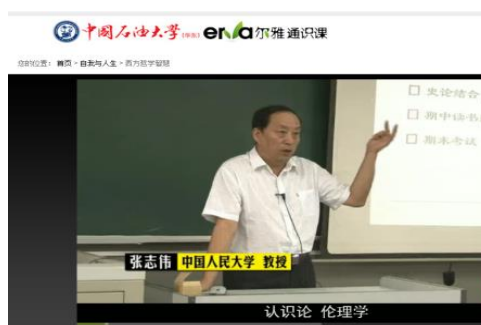 中国石油大学(华东) erya尔雅通识课
您的位置： 首页 > 自我与人生 > 西方哲学智慧
史论结合
期中读书
期末考试
张志伟 中国人民大学 教授
认识论 伦理学